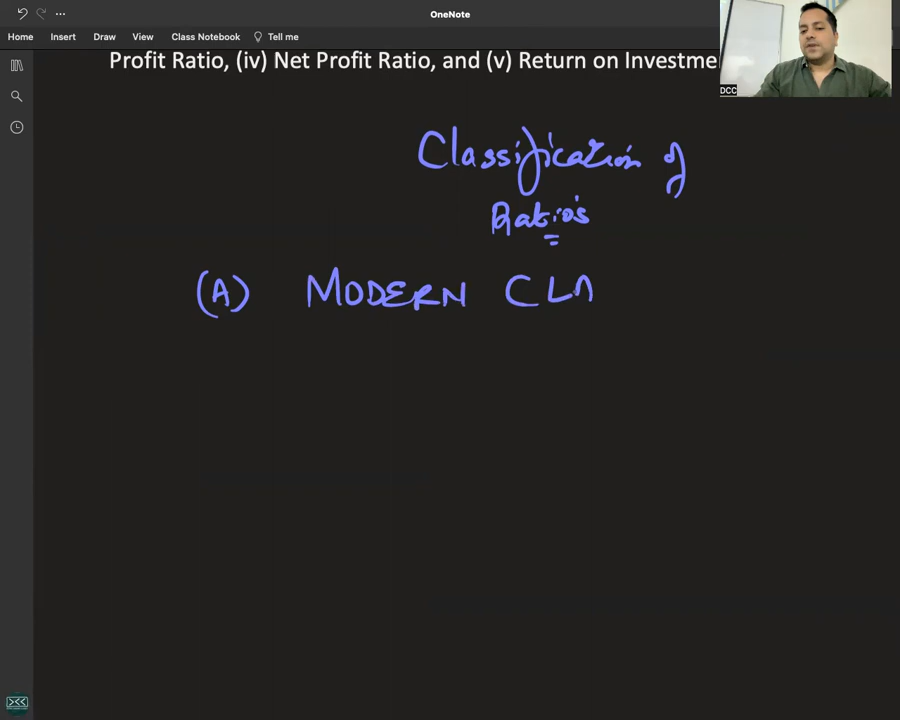 OneNote
Home Insert Draw View Class Notebook Tell me
Profit Ratio, (iv) Net Profit Ratio, and (v) Return on Investme
DCC
Classification of
Ratio's
(A) MODERN CLA